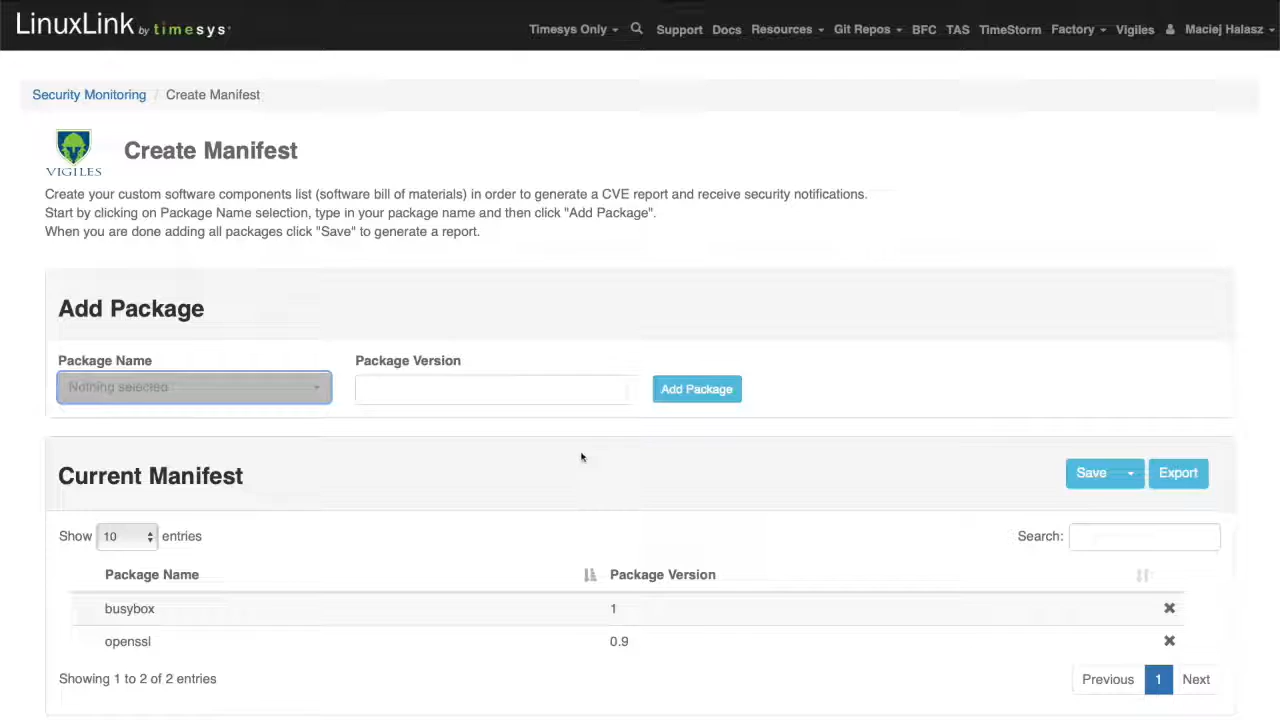 LinuxLink by timesys
Timesys Only Support Docs Resources Git Repos BFC TAS TimeStorm Factory Vigiles Maciej Halasz
Security Monitoring / Create Manifest
VIGILES
Create Manifest
Create your custom software components list (software bill of materials) in order to generate a CVE report and receive security notifications.
Start by clicking on Package Name selection, type in your package name and then click "Add Package".
When you are done adding all packages click "Save" to generate a report.
Add Package
Package Name Package Version
Nothing selected Add Package
Current Manifest Save Export
Show 10 entries Search:
Package Name Package Version
busybox 1
openssl 0.9
Showing 1 to 2 of 2 entries Previous 1 Next